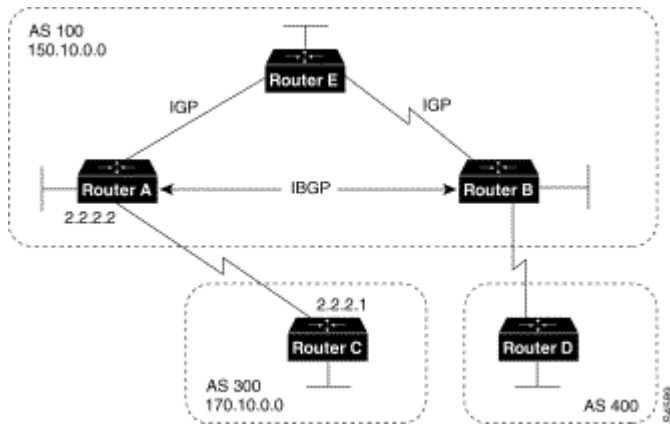 AS 100
150.10.0.0
Router E
IGP
IGP
Router A
IBGP
Router B
2.2.2.2
2.2.2.1
Router C
Router D
AS 300
170.10.0.0
AS 400